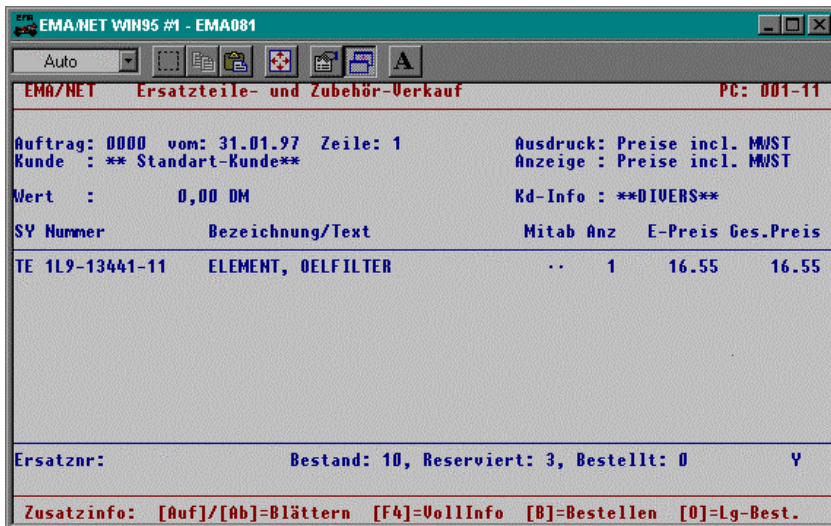 EMA/NET WIN95 #1 - EMA081
Auto A
EMA/NET Ersatzteile- und Zubehör-Verkauf PC: 001-11
Auftrag: 0000 vom: 31.01.97 Zeile: 1 Ausdruck: Preise incl. MWST
Kunde : ** Standart-Kunde** Anzeige : Preise incl. MWST
Wert : 0,00 DM Kd-Info : **DIVERS**
SY Nummer Bezeichnung/Text Mitab Anz E-Preis Ges.Preis
TE 1L9-13441-11 ELEMENT, OELFILTER .. 1 16.55 16.55
Ersatznr: Bestand: 10, Reserviert: 3, Bestellt: 0 Y
Zusatzinfo: [Auf]/[Ab]=Blättern [F4]=VollInfo [B]=Bestellen [O]=Lg-Best.